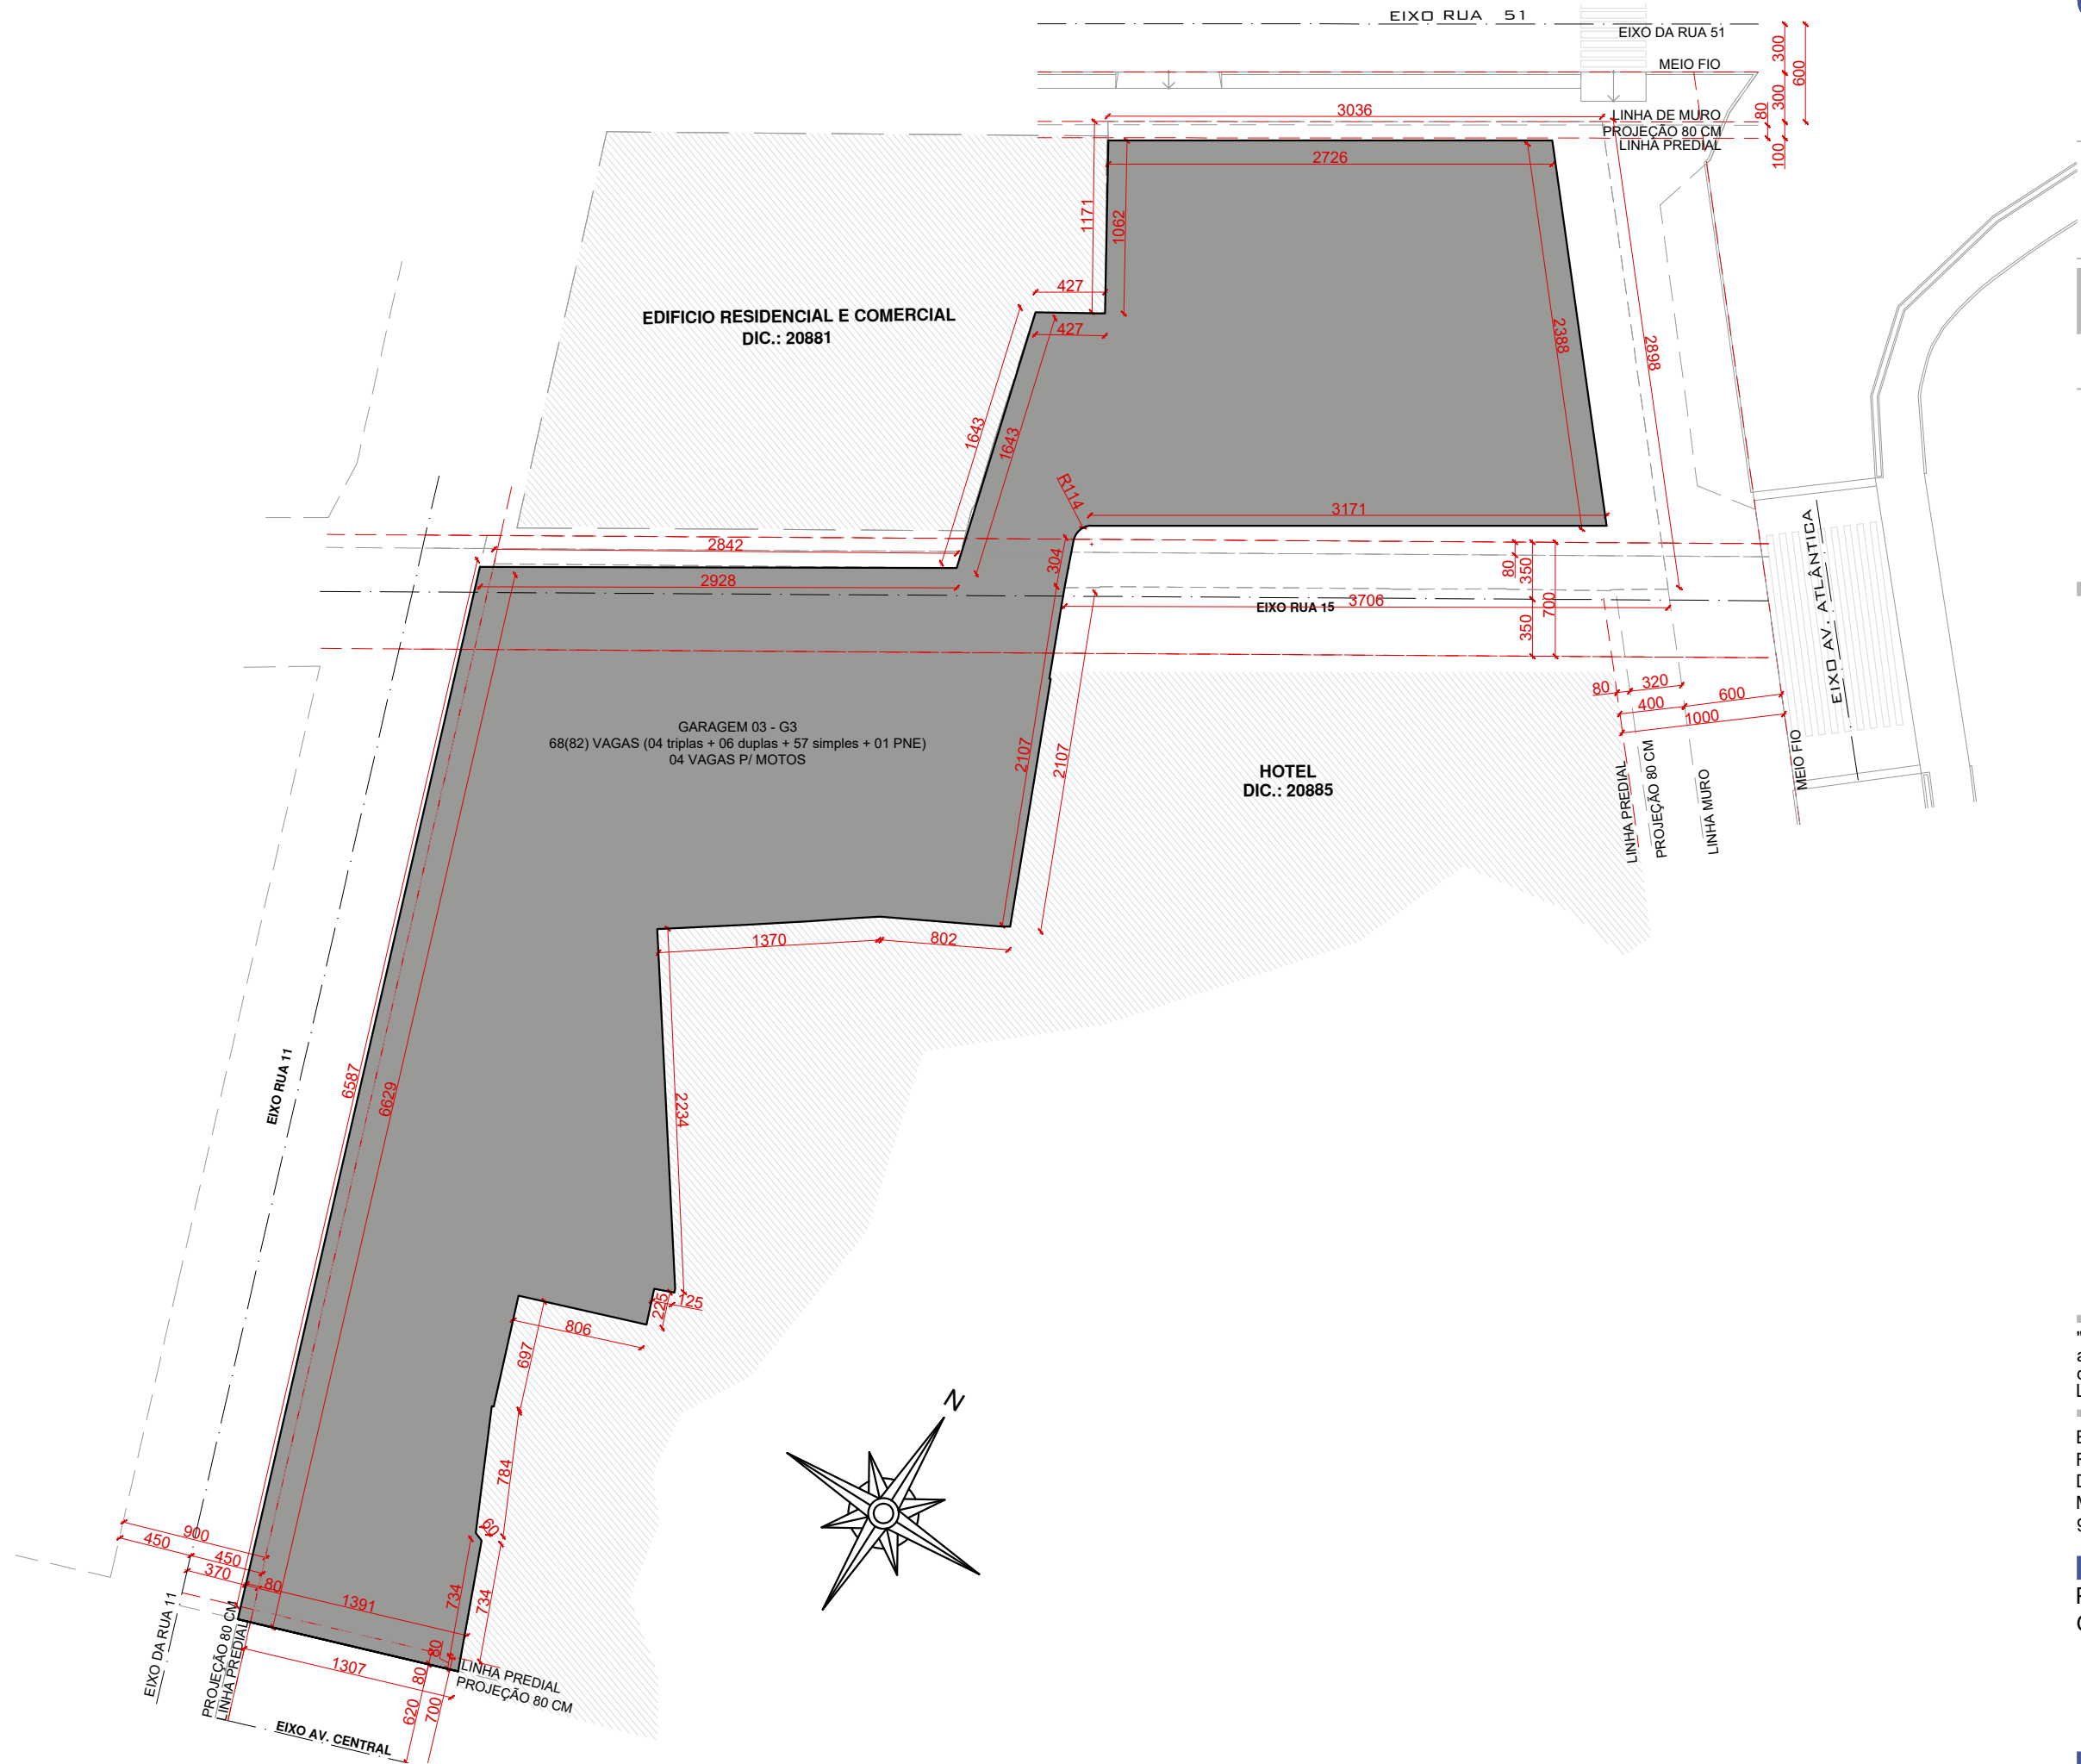 EIXO RUA 51
EIXO DA RUA 51
MEIO FIO
300
600
300
80
100
3036
LINHA DE MURO
PROJEÇÃO 80 CM
LINHA PREDIAL
2726
1171
1062
427
427
EDIFICIO RESIDENCIAL E COMERCIAL
DIC.: 20881
2388
2898
1643
1643
R114
3171
2842
2928
304
80
350
700
350
EIXO RUA 15
3706
EIXO AV. ATLÂNTICA
80
320
600
400
1000
GARAGEM 03 - G3
68(82) VAGAS (04 triplas + 06 duplas + 57 simples + 01 PNE)
04 VAGAS P/ MOTOS
2107
2107
HOTEL
DIC.: 20885
LINHA PREDIAL
PROJEÇÃO 80 CM
LINHA MURO
MEIO FIO
1370
802
EIXO RUA 11
6587
6629
2234
225
125
806
697
N
784
60
900
450
450
370
80
1391
734
734
EIXO DA RUA 11
PROJEÇÃO 80 CM
LINHA PREDIAL
80
80
1307
620
700
LINHA PREDIAL
PROJEÇÃO 80 CM
EIXO AV. CENTRAL